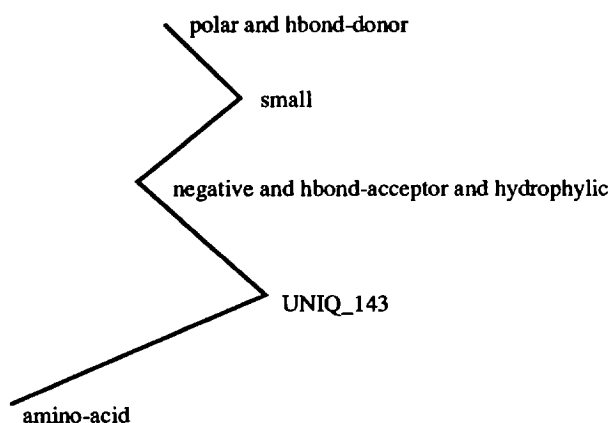 polar and hbond-donor
small
negative and hbond-acceptor and hydrophylic
UNIQ_143
amino-acid